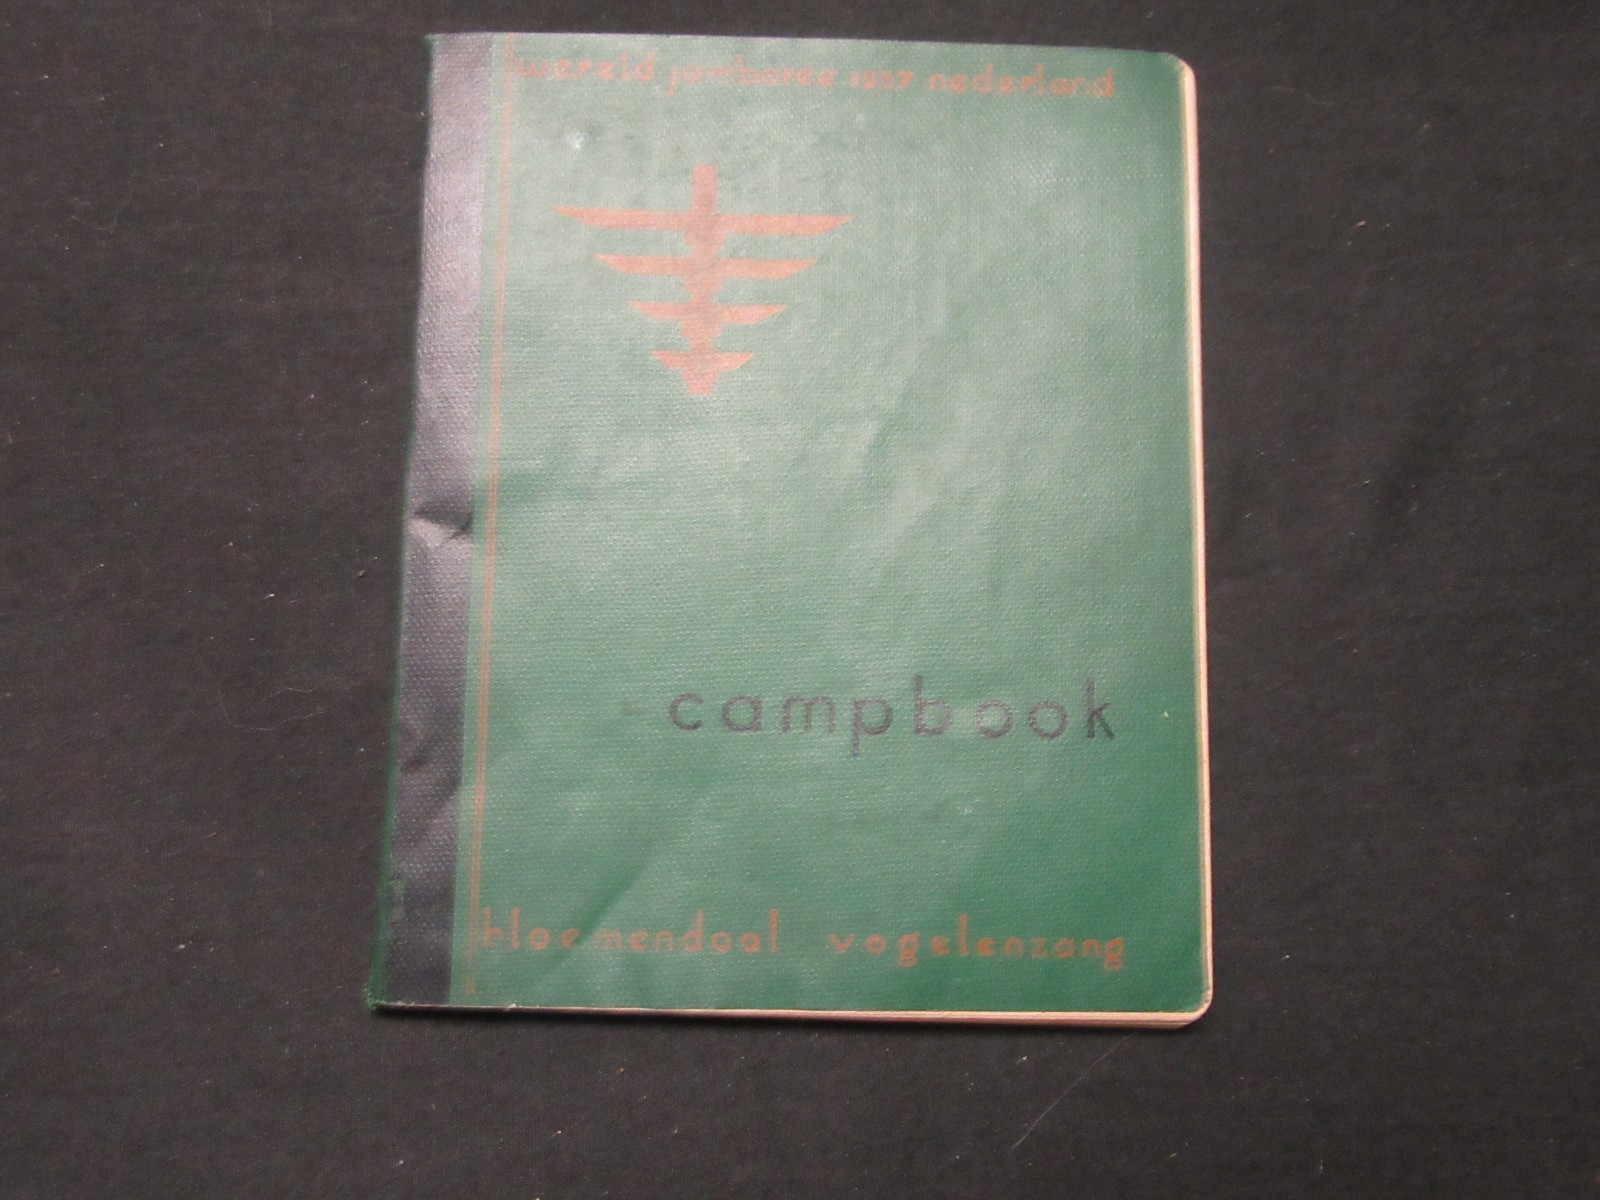 wereld jamboree 1937 nederland
campbook
bloemendaal vogelenzang